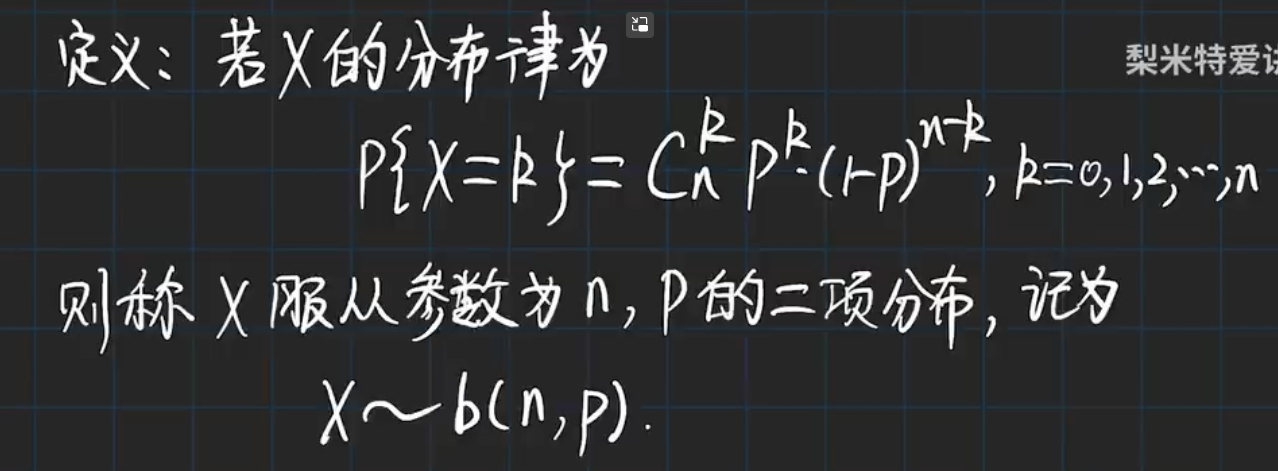 定义：若X的分布律为
梨米特爱
P{X=k}=C_n^k p^k·(1-p)^{n-k}, k=0,1,2,…,n
则称X服从参数为n,p的二项分布，记为
X~b(n,p).